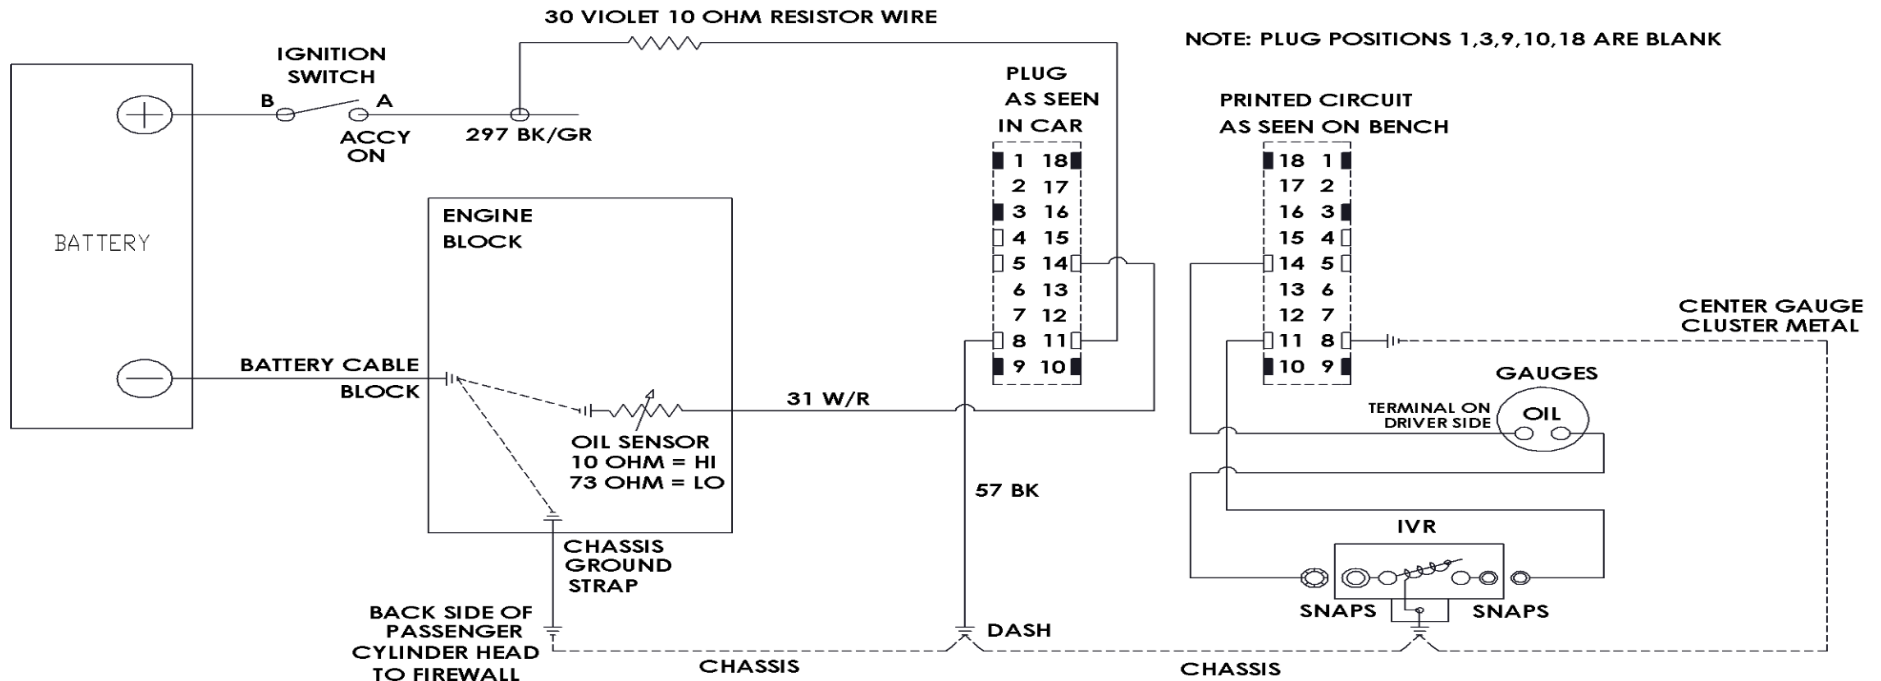 30 VIOLET 10 OHM RESISTOR WIRE
NOTE: PLUG POSITIONS 1,3,9,10,18 ARE BLANK
IGNITION
SWITCH
B
A
ACCY
ON
297 BK/GR
BATTERY
PLUG
AS SEEN
IN CAR
1 18
2 17
3 16
4 15
5 14
6 13
7 12
8 11
9 10
PRINTED CIRCUIT
AS SEEN ON BENCH
18 1
17 2
16 3
15 4
14 5
13 6
12 7
11 8
10 9
ENGINE
BLOCK
BATTERY CABLE
BLOCK
31 W/R
OIL SENSOR
10 OHM = HI
73 OHM = LO
CHASSIS
GROUND
STRAP
BACK SIDE OF
PASSENGER
CYLINDER HEAD
TO FIREWALL
57 BK
DASH
CHASSIS
CHASSIS
CENTER GAUGE
CLUSTER METAL
GAUGES
OIL
TERMINAL ON
DRIVER SIDE
IVR
SNAPS
SNAPS